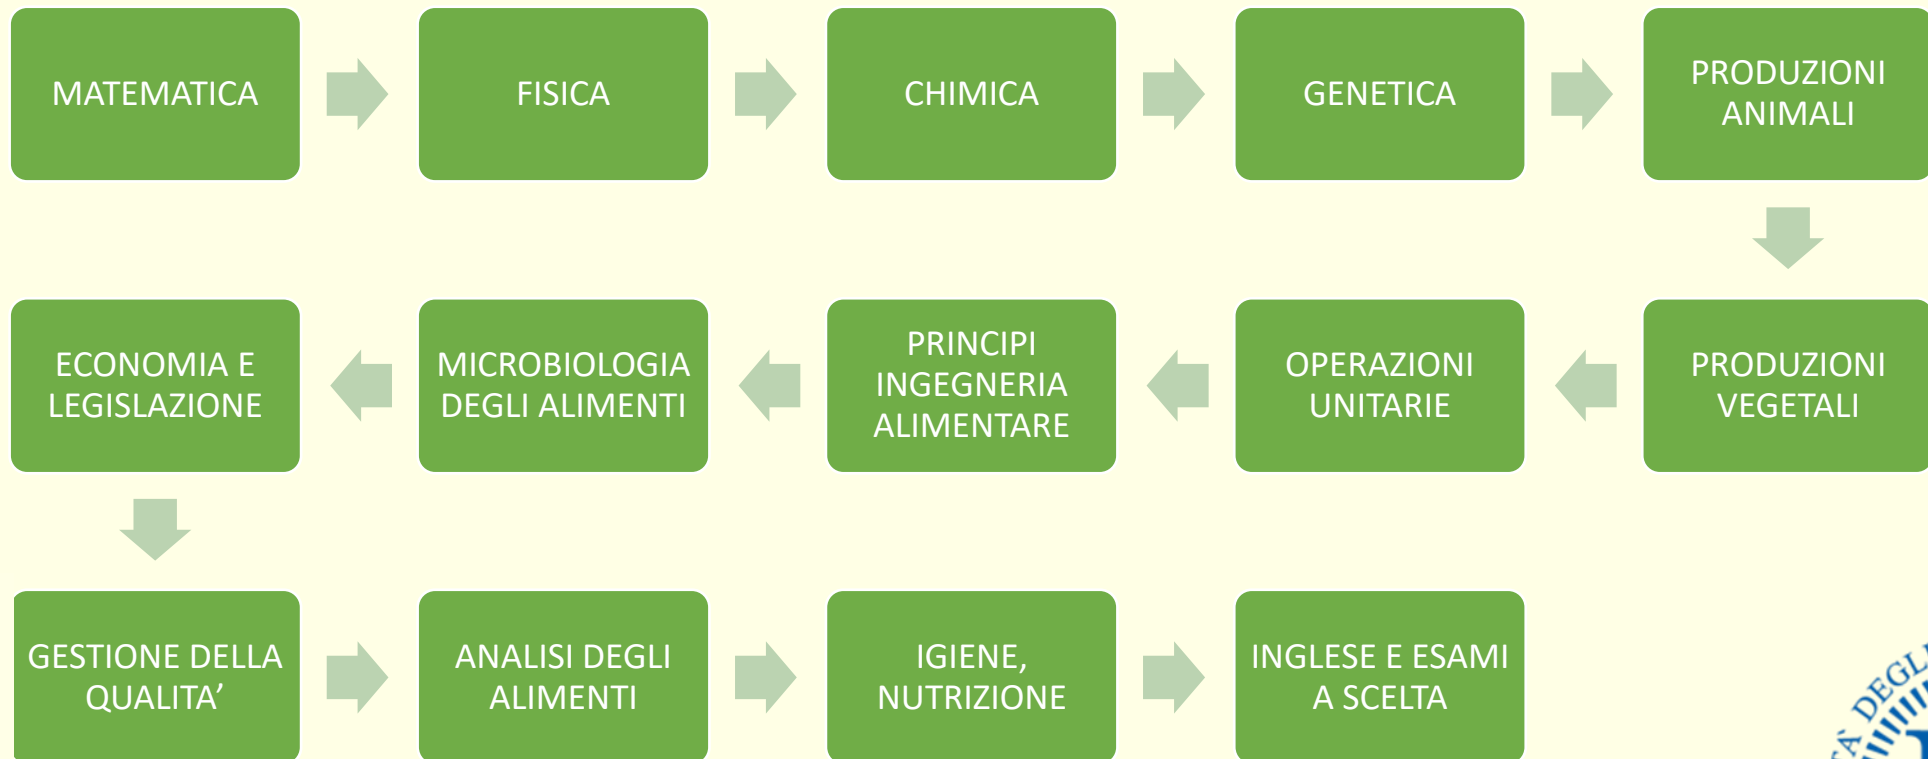 MATEMATICA
FISICA
CHIMICA
GENETICA
PRODUZIONI
ANIMALI
PRODUZIONI
VEGETALI
OPERAZIONI
UNITARIE
PRINCIPI
INGEGNERIA
ALIMENTARE
MICROBIOLOGIA
DEGLI ALIMENTI
ECONOMIA E
LEGISLAZIONE
GESTIONE DELLA
QUALITA’
ANALISI DEGLI
ALIMENTI
IGIENE,
NUTRIZIONE
INGLESE E ESAMI
A SCELTA